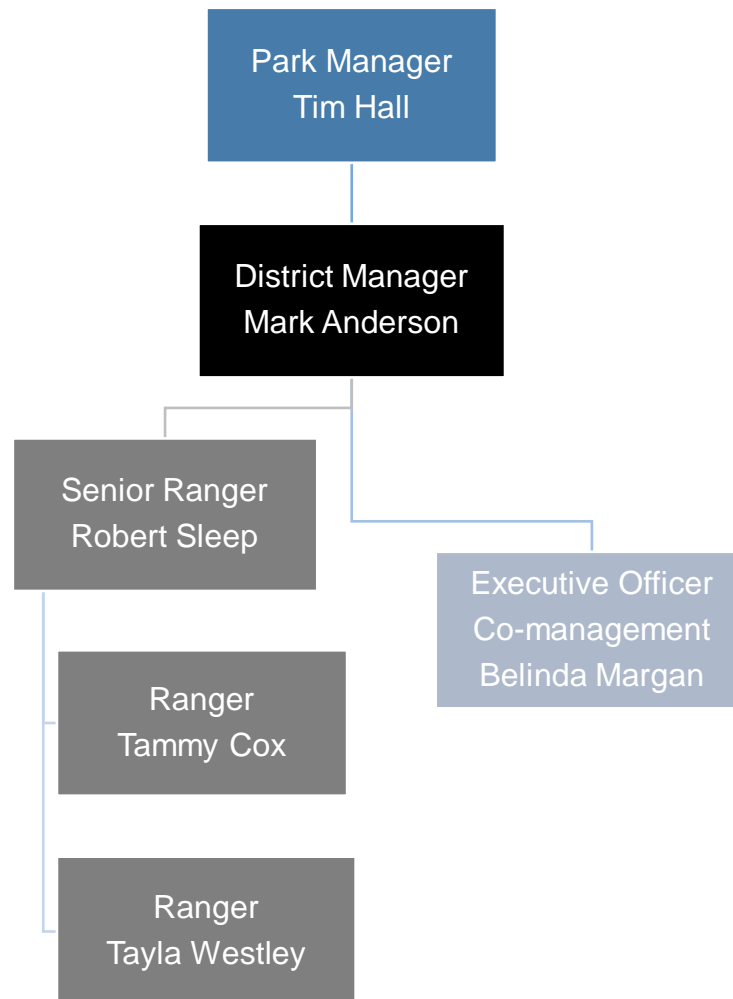 Park Manager
Tim Hall
District Manager
Mark Anderson
Senior Ranger
Robert Sleep
Executive Officer
Co-management
Belinda Margan
Ranger
Tammy Cox
Ranger
Tayla Westley